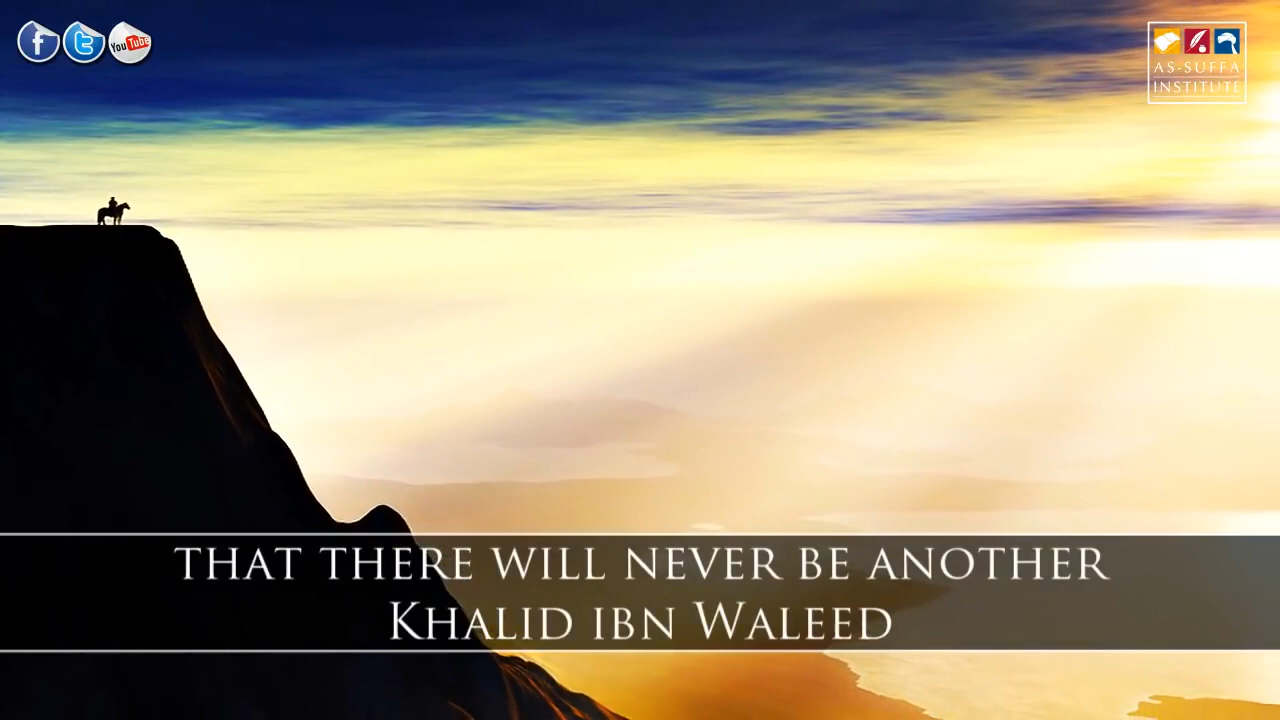 f
t
You Tube
AS-SUFFA
INSTITUTE
THAT THERE WILL NEVER BE ANOTHER
KHALID IBN WALEED